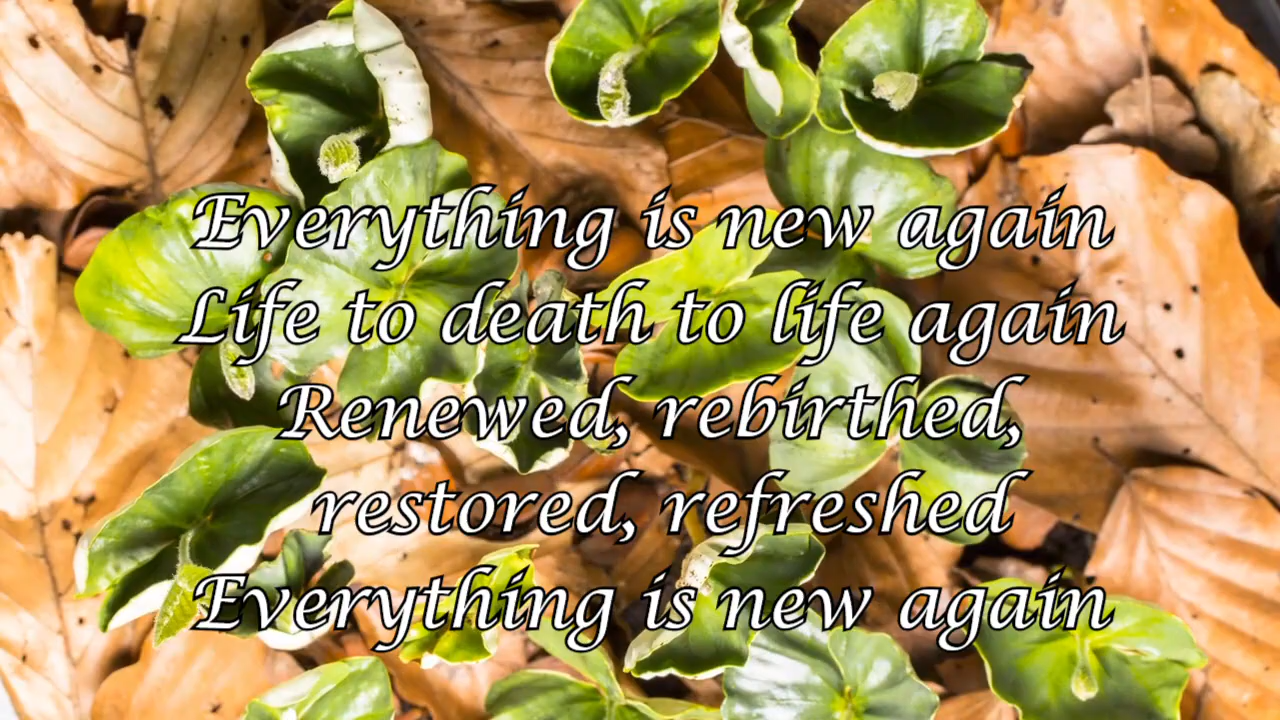 Everything is new again
Life to death to life again
Renewed, rebirthed,
restored, refreshed
Everything is new again